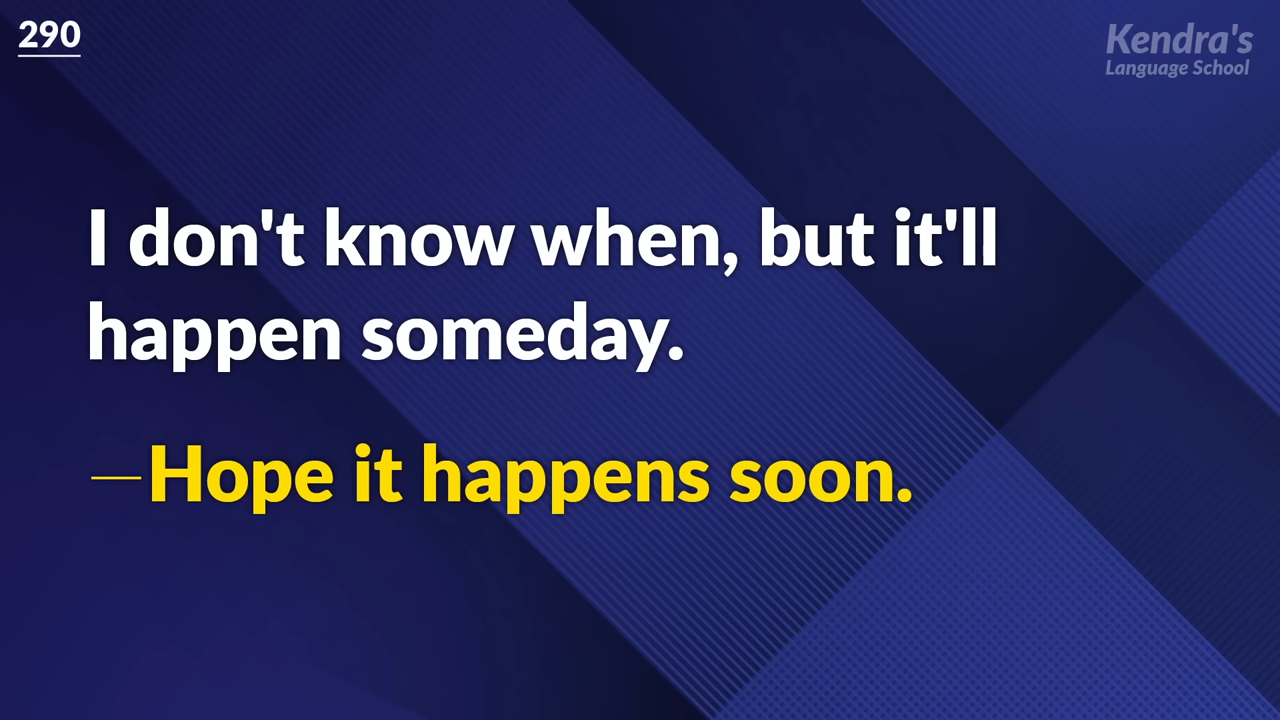 290
Kendra's
Language School
I don't know when, but it'll
happen someday.
—Hope it happens soon.